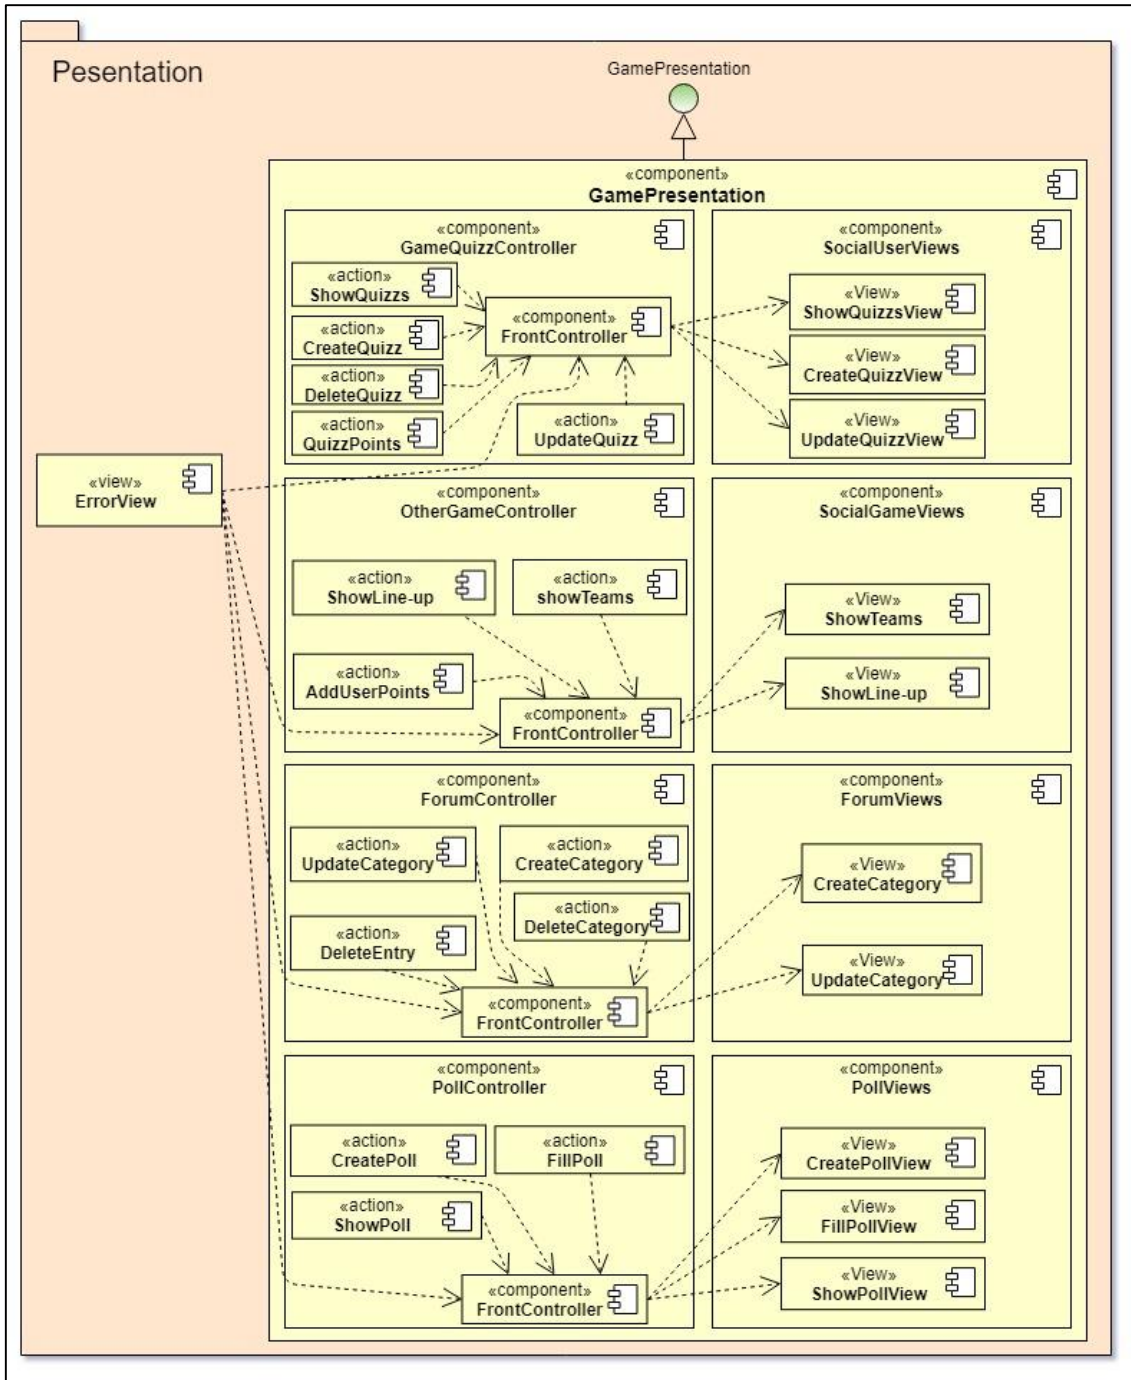 Pesentation
GamePresentation
«component»
GamePresentation
«component»
GameQuizzController
«action»
ShowQuizzs
«action»
CreateQuizz
«action»
DeleteQuizz
«action»
QuizzPoints
«component»
FrontController
«action»
UpdateQuizz
«component»
SocialUserViews
«View»
ShowQuizzsView
«View»
CreateQuizzView
«View»
UpdateQuizzView
«view»
ErrorView
«component»
OtherGameController
«action»
ShowLine-up
«action»
showTeams
«action»
AddUserPoints
«component»
FrontController
«component»
SocialGameViews
«View»
ShowTeams
«View»
ShowLine-up
«component»
ForumController
«action»
UpdateCategory
«action»
CreateCategory
«action»
DeleteCategory
«action»
DeleteEntry
«component»
FrontController
«component»
ForumViews
«View»
CreateCategory
«View»
UpdateCategory
«component»
PollController
«action»
CreatePoll
«action»
FillPoll
«action»
ShowPoll
«component»
FrontController
«component»
PollViews
«View»
CreatePollView
«View»
FillPollView
«View»
ShowPollView